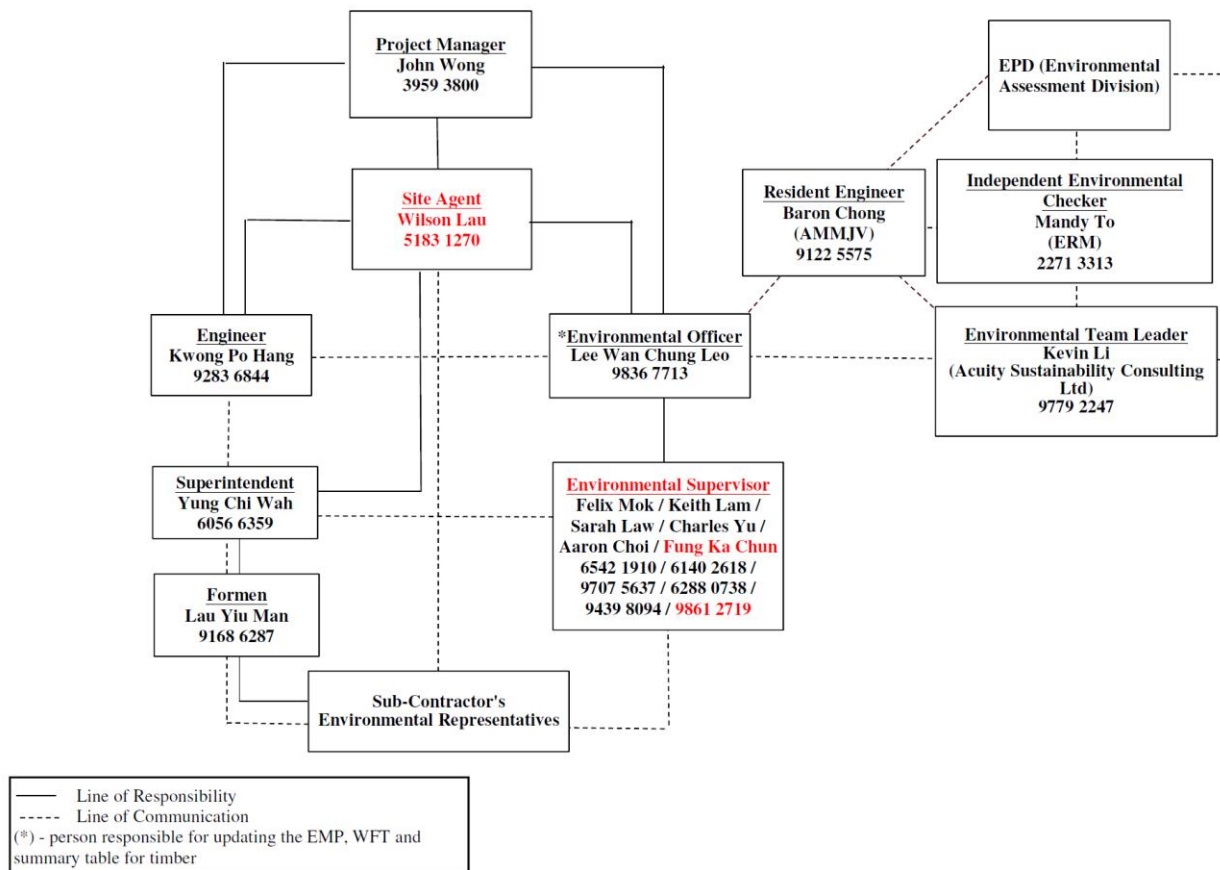 Project Manager
John Wong
3959 3800
EPD (Environmental
Assessment Division)
Site Agent
Wilson Lau
5183 1270
Resident Engineer
Baron Chong
(AMMJV)
9122 5575
Independent Environmental
Checker
Mandy To
(ERM)
2271 3313
Engineer
Kwong Po Hang
9283 6844
*Environmental Officer
Lee Wan Chung Leo
9836 7713
Environmental Team Leader
Kevin Li
(Acuity Sustainability Consulting
Ltd)
9779 2247
Superintendent
Yung Chi Wah
6056 6359
Environmental Supervisor
Felix Mok / Keith Lam /
Sarah Law / Charles Yu /
Aaron Choi / Fung Ka Chun
6542 1910 / 6140 2618 /
9707 5637 / 6288 0738 /
9439 8094 / 9861 2719
Formen
Lau Yiu Man
9168 6287
Sub-Contractor's
Environmental Representatives
Line of Responsibility
Line of Communication
(*) - person responsible for updating the EMP, WFT and
summary table for timber